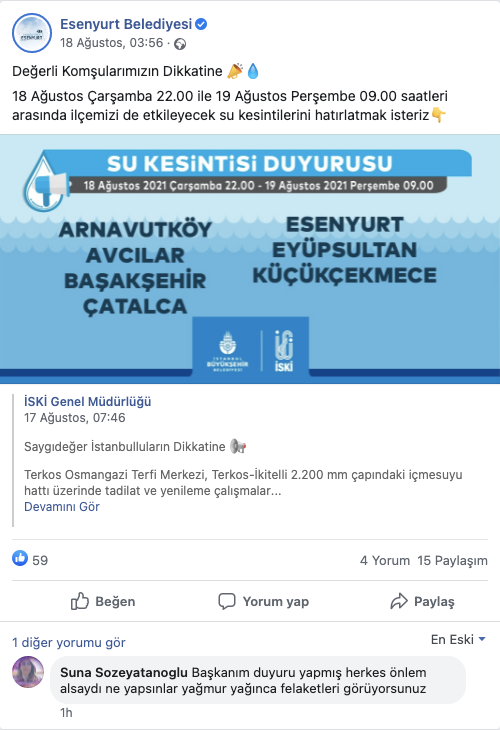 Esenyurt Belediyesi
18 Ağustos, 03:56 ·
Değerli Komşularımızın Dikkatine 📣💧
18 Ağustos Çarşamba 22.00 ile 19 Ağustos Perşembe 09.00 saatleri
arasında ilçemizi de etkileyecek su kesintilerini hatırlatmak isteriz👇
SU KESİNTİSİ DUYURUSU
18 Ağustos 2021 Çarşamba 22.00 - 19 Ağustos 2021 Perşembe 09.00
ARNAVUTKÖY
AVCILAR
BAŞAKŞEHİR
ÇATALCA
ESENYURT
EYÜPSULTAN
KÜÇÜKÇEKMECE
İSTANBUL
BÜYÜKŞEHİR
BELEDİYESİ
İSKİ
İSKİ Genel Müdürlüğü
17 Ağustos, 07:46
Saygıdeğer İstanbulluların Dikkatine 📢
Terkos Osmangazi Terfi Merkezi, Terkos-İkitelli 2.200 mm çapındaki içmesuyu
hattı üzerinde tadilat ve yenileme çalışmalar...
Devamını Gör
59
4 Yorum 15 Paylaşım
Beğen
Yorum yap
Paylaş
1 diğer yorumu gör
En Eski
Suna Sozeyatanoglu Başkanım duyuru yapmış herkes önlem
alsaydı ne yapsınlar yağmur yağınca felaketleri görüyorsunuz
1h